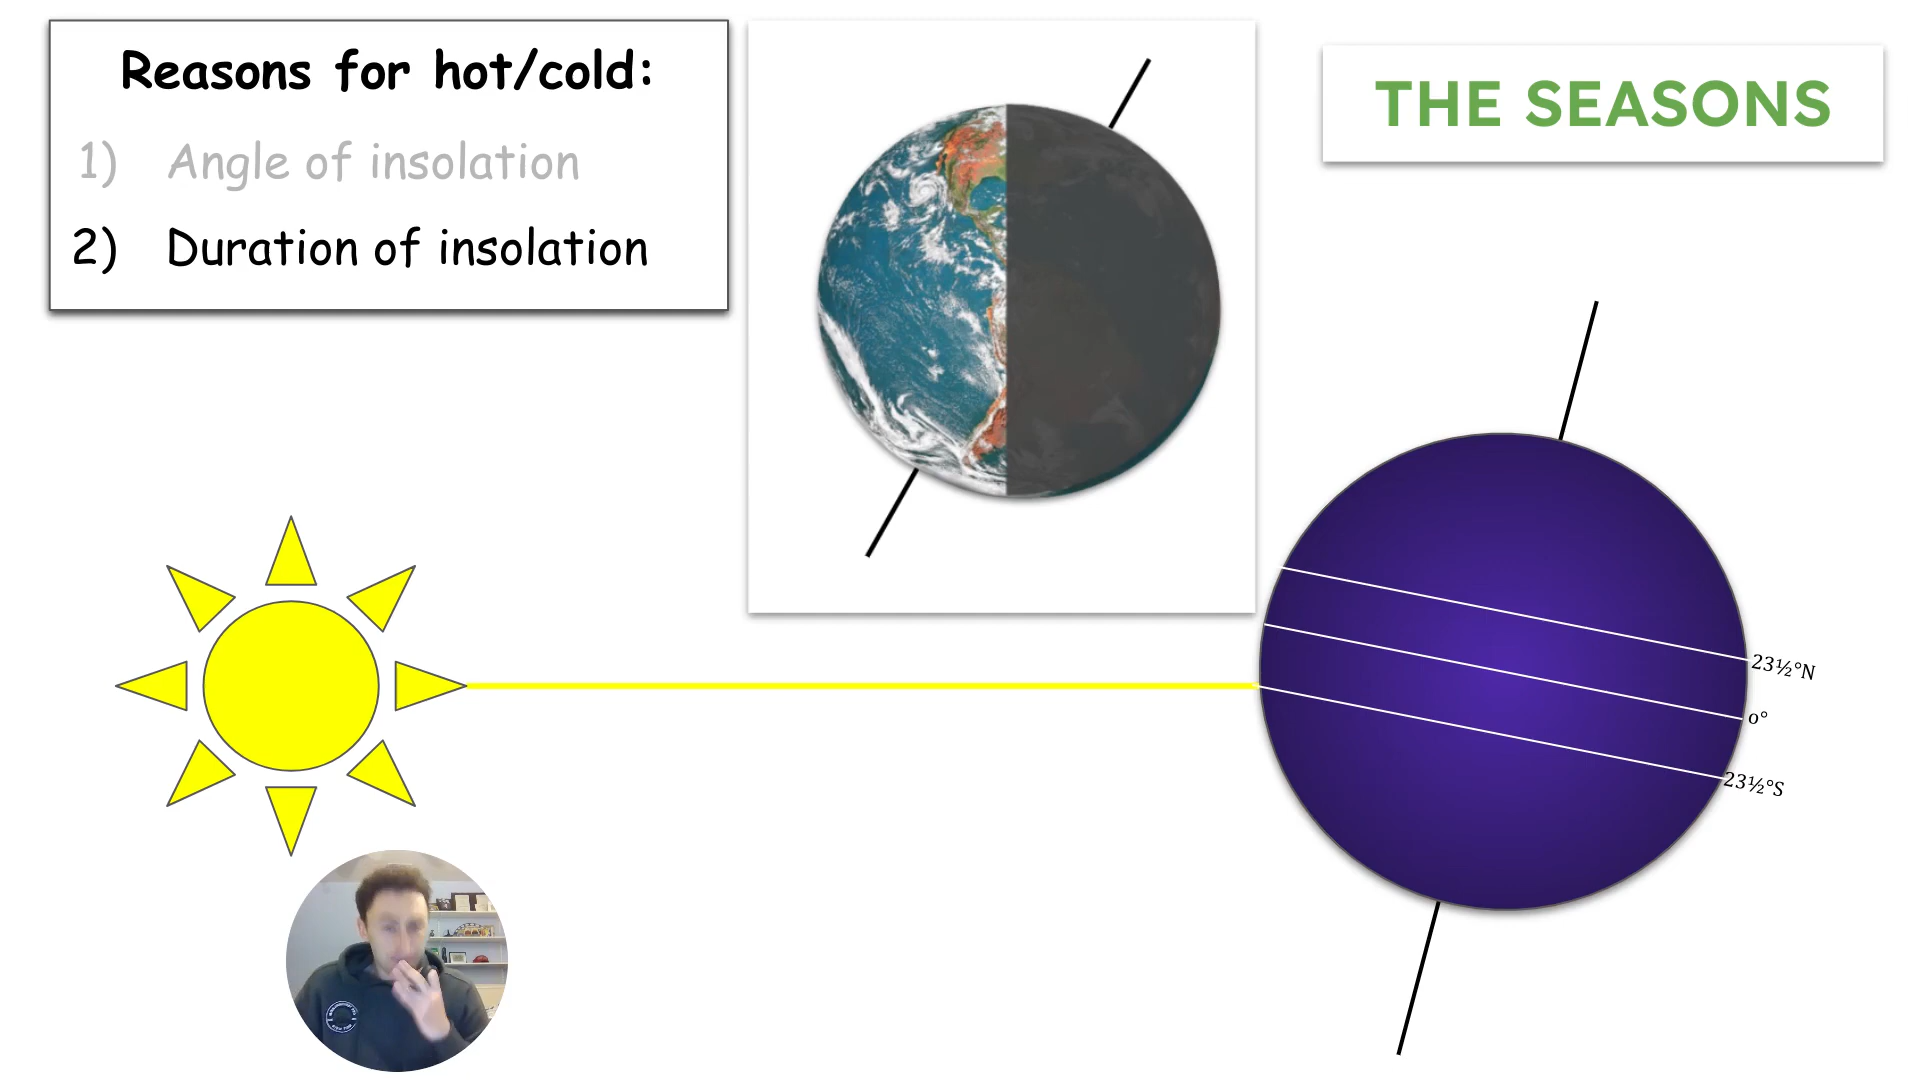 Reasons for hot/cold:
1) Angle of insolation
2) Duration of insolation
THE SEASONS
23½°N
0°
23½°S